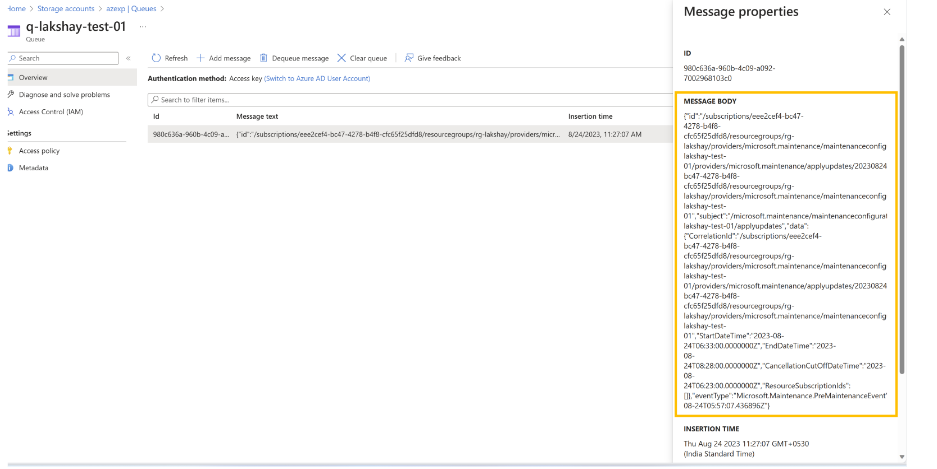 Home > Storage accounts > azexp | Queues >
q-lakshay-test-01 ...
Queue
Search
«
Overview
Diagnose and solve problems
Access Control (IAM)
Settings
Access policy
Metadata
Refresh
Add message
Dequeue message
Clear queue
Give feedback
Authentication method: Access key (Switch to Azure AD User Account)
Search to filter items...
Id Message text Insertion time
980c636a-960b-4c09-a... {"id":"/subscriptions/eee2cef4-bc47-4278-b4f8-cfc65f25dfd8/resourcegroups/rg-lakshay/providers/micr... 8/24/2023, 11:27:07 AM
Message properties
ID
980c636a-960b-4c09-a092-
7002968103c0
MESSAGE BODY
{"id":"/subscriptions/eee2cef4-bc47-
4278-b4f8-
cfc65f25dfd8/resourcegroups/rg-
lakshay/providers/microsoft.maintenance/maintenanceconfig
lakshay-test-
01/providers/microsoft.maintenance/applyupdates/20230824
bc47-4278-b4f8-
cfc65f25dfd8/resourcegroups/rg-
lakshay/providers/microsoft.maintenance/maintenanceconfig
lakshay-test-
01","subject":"/microsoft.maintenance/maintenanceconfigurat
lakshay-test-01/applyupdates","data":
{"CorrelationId":"/subscriptions/eee2cef4-
bc47-4278-b4f8-
cfc65f25dfd8/resourcegroups/rg-
lakshay/providers/microsoft.maintenance/maintenanceconfig
lakshay-test-
01/providers/microsoft.maintenance/applyupdates/20230824
bc47-4278-b4f8-
cfc65f25dfd8/resourcegroups/rg-
lakshay/providers/microsoft.maintenance/maintenanceconfig
lakshay-test-
01","StartDateTime":"2023-08-
24T06:33:00.0000000Z","EndDateTime":"2023-
08-
24T08:28:00.0000000Z","CancellationCutOffDateTime":"2023-
08-
24T06:23:00.0000000Z","ResourceSubscriptionIds":
[]},"eventType":"Microsoft.Maintenance.PreMaintenanceEvent"
08-24T05:57:07.436896Z"}
INSERTION TIME
Thu Aug 24 2023 11:27:07 GMT+0530
(India Standard Time)